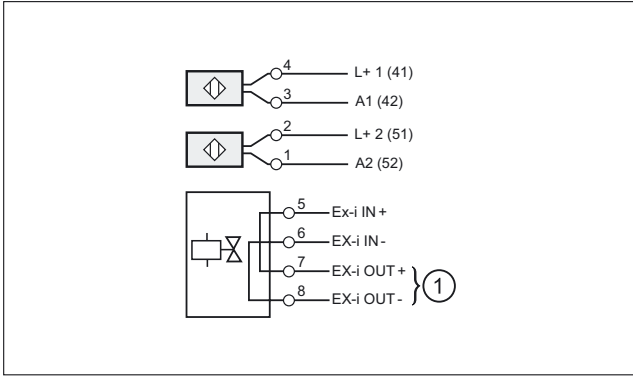 4 L+ 1 (41)
3 A1 (42)
2 L+ 2 (51)
1 A2 (52)
5 Ex-i IN+
6 EX-i IN-
7 EX-i OUT+
8 EX-i OUT-
1